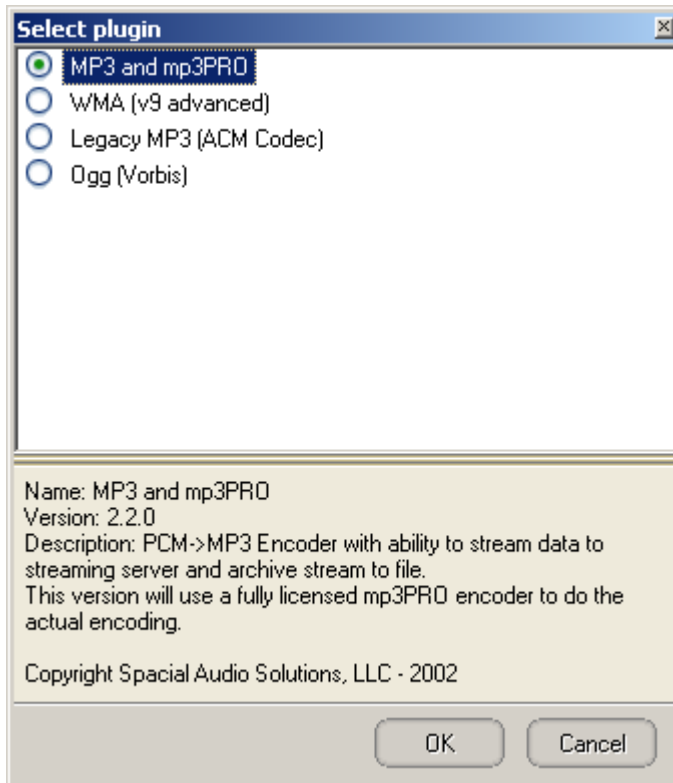 Select plugin
MP3 and mp3PRO
WMA (v9 advanced)
Legacy MP3 (ACM Codec)
Ogg (Vorbis)
Name: MP3 and mp3PRO
Version: 2.2.0
Description: PCM->MP3 Encoder with ability to stream data to
streaming server and archive stream to file.
This version will use a fully licensed mp3PRO encoder to do the
actual encoding.
Copyright Spacial Audio Solutions, LLC - 2002
OK
Cancel